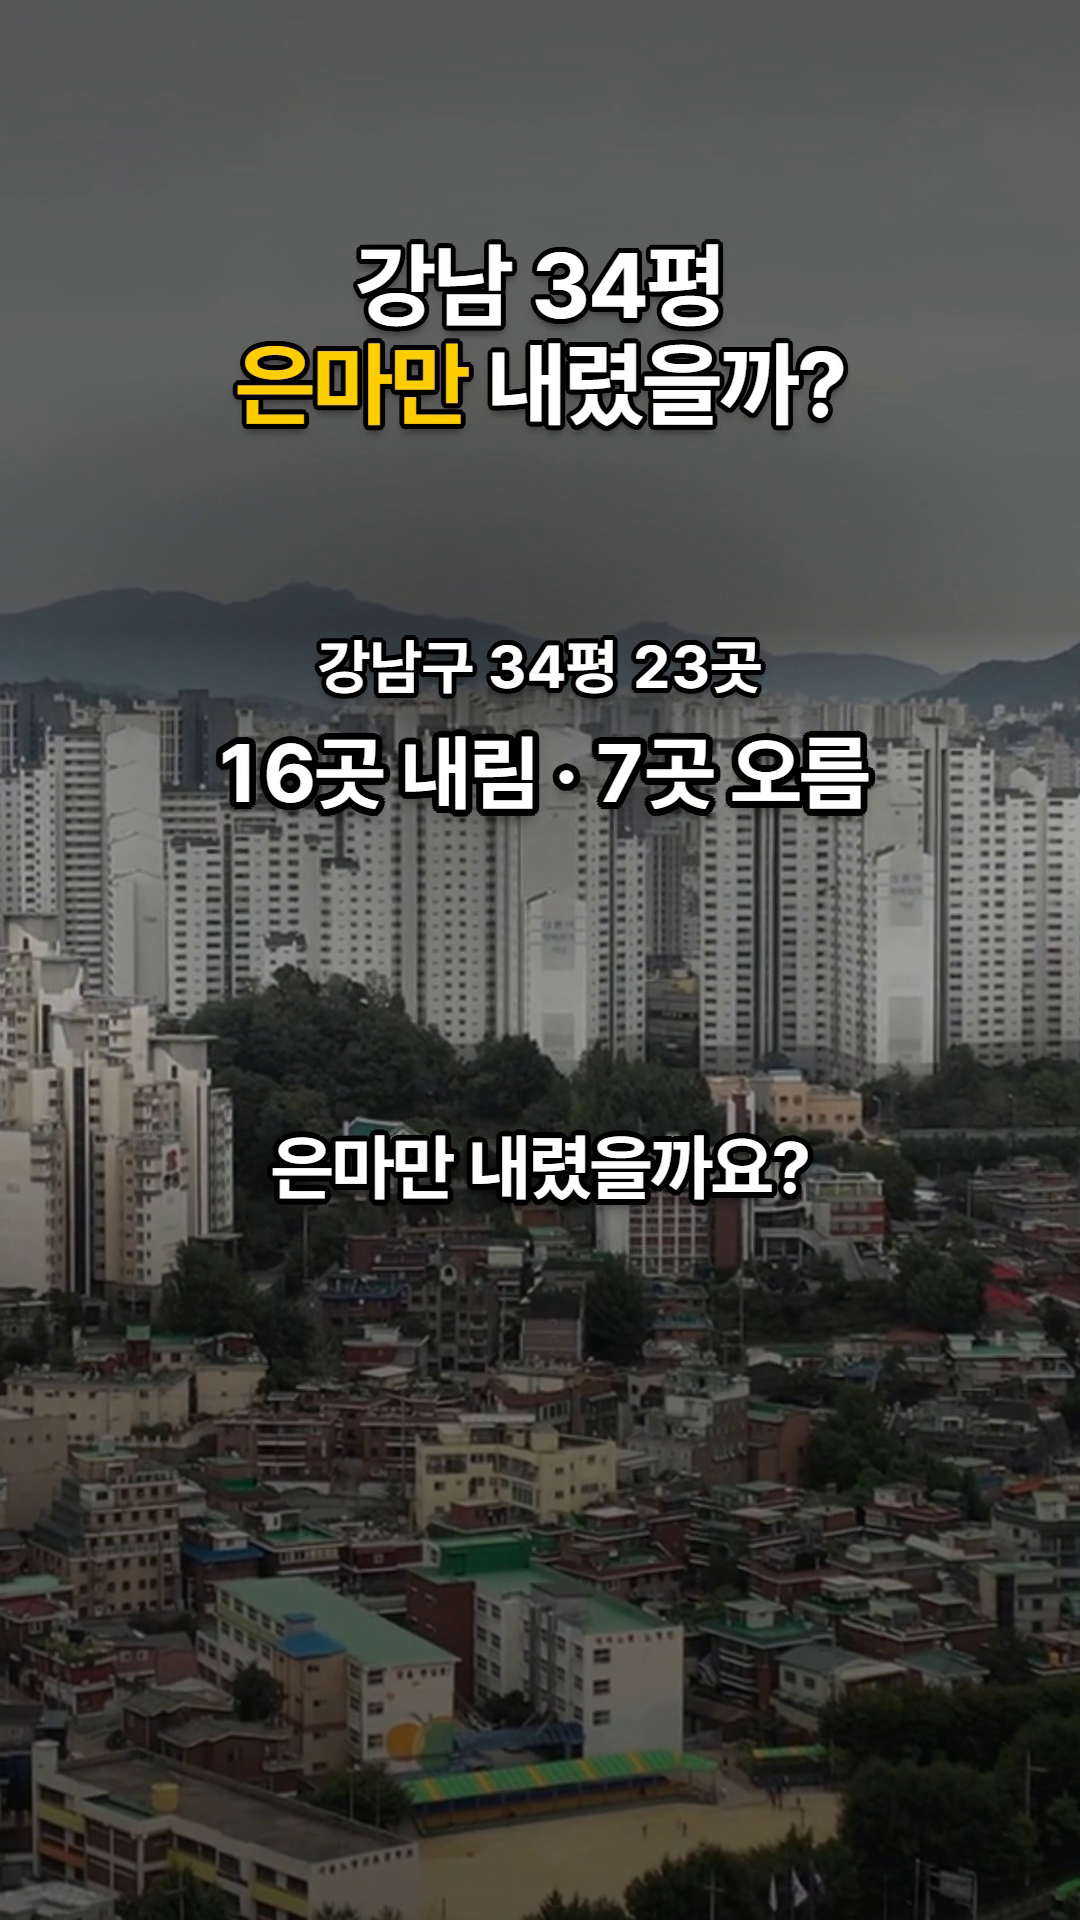 강남 34평
은마만 내렸을까?
강남구 34평 23곳
16곳 내림 · 7곳 오름
은마만 내렸을까요?